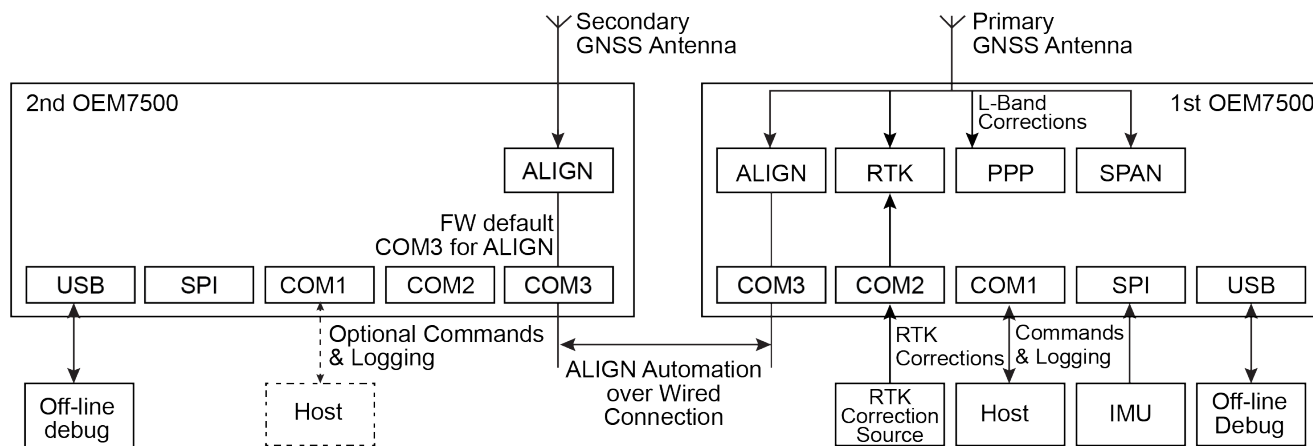 Secondary
GNSS Antenna
Primary
GNSS Antenna
2nd OEM7500
1st OEM7500
L-Band
Corrections
ALIGN
ALIGN
RTK
PPP
SPAN
FW default
COM3 for ALIGN
USB
SPI
COM1
COM2
COM3
COM3
COM2
COM1
SPI
USB
Optional Commands
& Logging
ALIGN Automation
over Wired
Connection
RTK
Corrections
Commands
& Logging
Off-line
debug
Host
RTK
Correction
Source
Host
IMU
Off-line
Debug